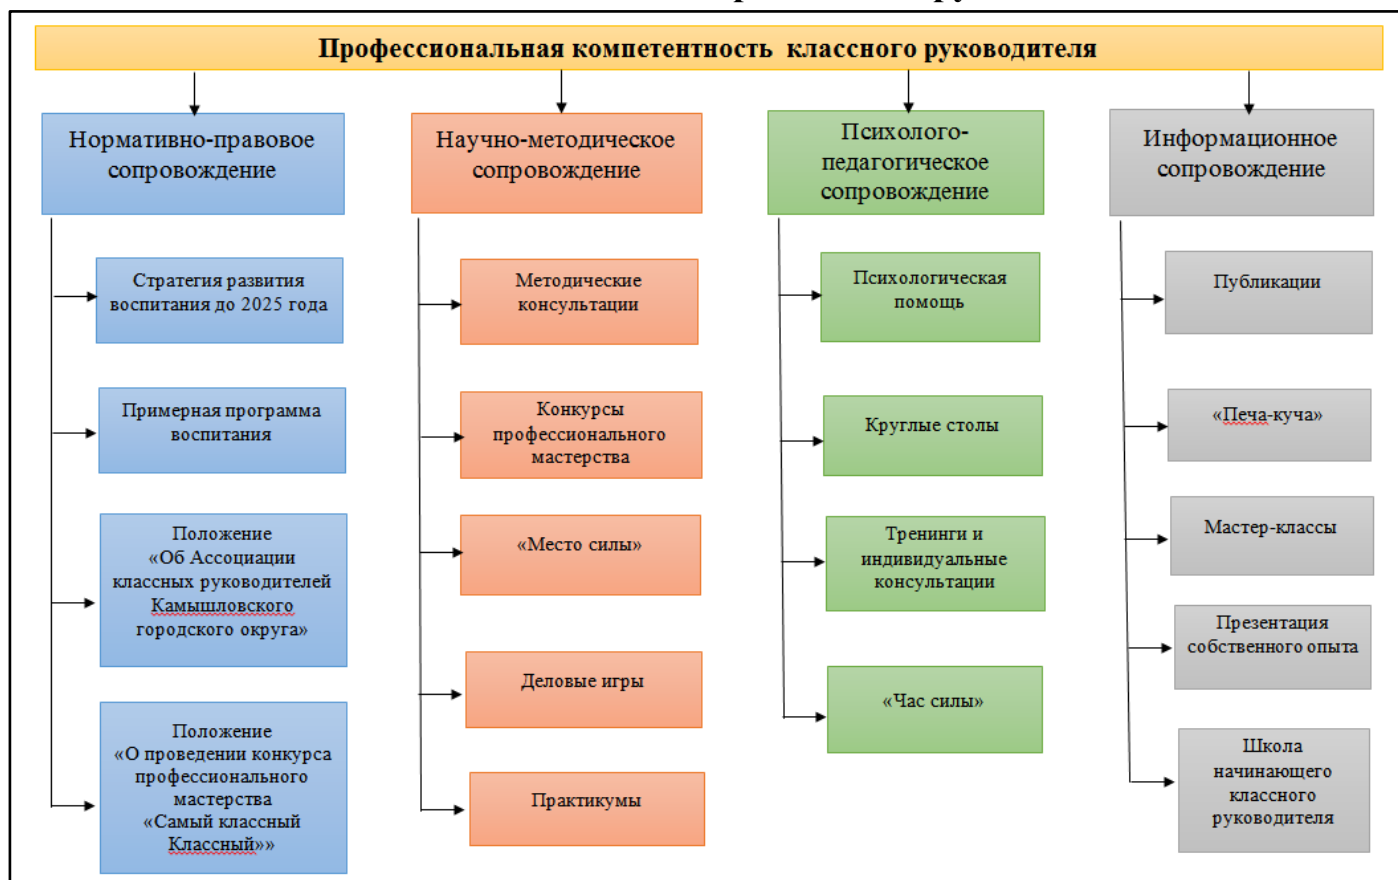 Профессиональная компетентность классного руководителя
Нормативно-правовое
сопровождение
Стратегия развития
воспитания до 2025 года
Примерная программа
воспитания
Положение
«Об Ассоциации
классных руководителей
Камышловского
городского округа»
Положение
«О проведении конкурса
профессионального
мастерства
«Самый классный
Классный»»
Научно-методическое
сопровождение
Методические
консультации
Конкурсы
профессионального
мастерства
«Место силы»
Деловые игры
Практикумы
Психолого-
педагогическое
сопровождение
Психологическая
помощь
Круглые столы
Тренинги и
индивидуальные
консультации
«Час силы»
Информационное
сопровождение
Публикации
«Печа-куча»
Мастер-классы
Презентация
собственного опыта
Школа
начинающего
классного
руководителя